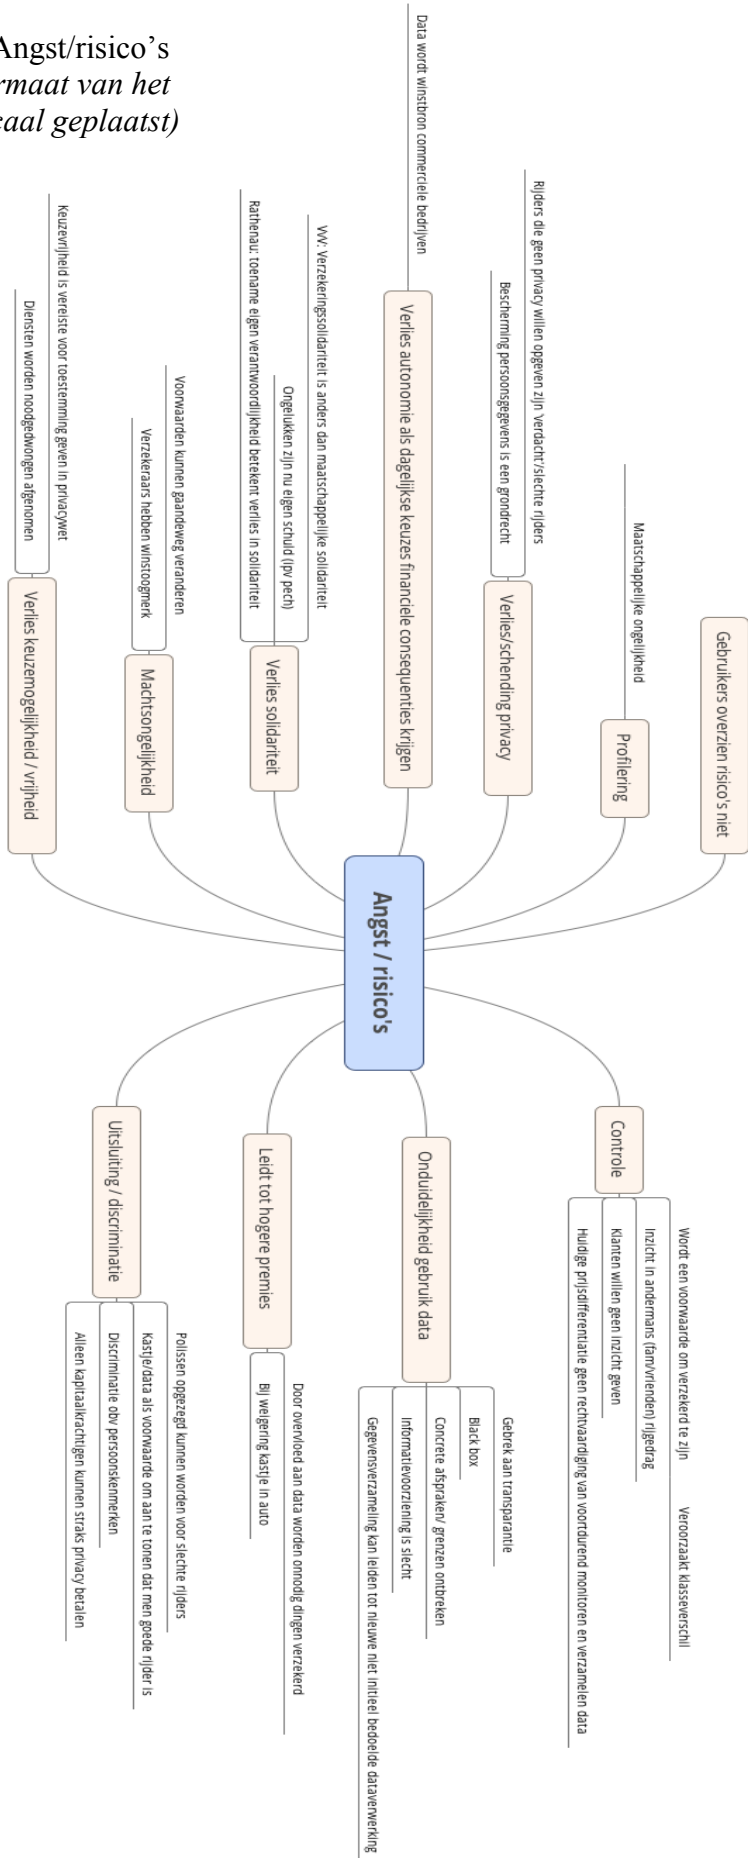 Angst/risico's
rmaat van het
caal geplaatst)
Angst / risico's
Gebruikers overzien risico's niet
Profilering
Maatschappelijke ongelijkheid
Verlies/schending privacy
Rijders die geen privacy willen opgeven zijn 'verdacht'/slechte rijders
Bescherming persoonsgegevens is een grondrecht
Verlies autonomie als dagelijkse keuzes financiele consequenties krijgen
Data wordt winstbron commerciele bedrijven
Verlies solidariteit
VvV: Verzekeringssolidariteit is anders dan maatschappelijke solidariteit
Ongelukken zijn nu eigen schuld (ipv pech)
Rathenau: toename eigen verantwoordlijkheid betekent verlies in solidariteit
Machtsongelijkheid
Voorwaarden kunnen gaandeweg veranderen
Verzekeraars hebben winstoogmerk
Verlies keuzemogelijkheid / vrijheid
Keuzevrijheid is vereiste voor toestemming geven in privacywet
Diensten worden noodgedwongen afgenomen
Controle
Wordt een voorwaarde om verzekerd te zijn
Veroorzaakt klasseverschil
Inzicht in andermans (fam/vrienden) rijgedrag
Klanten willen geen inzicht geven
Huidige prijsdifferentiatie geen rechtvaardiging van voortdurend monitoren en verzamelen data
Onduidelijkheid gebruik data
Gebrek aan transparantie
Black box
Concrete afspraken/ grenzen ontbreken
Informatievoorziening is slecht
Gegevensverzameling kan leiden tot nieuwe niet initieel bedoelde dataverwerking
Leidt tot hogere premies
Door overvloed aan data worden onnodig dingen verzekerd
Bij weigering kastje in auto
Uitsluiting / discriminatie
Polissen opgezegd kunnen worden voor slechte rijders
Kastje/data als voorwaarde om aan te tonen dat men goede rijder is
Discriminatie obv persoonskenmerken
Alleen kapitaalkrachtigen kunnen straks privacy betalen